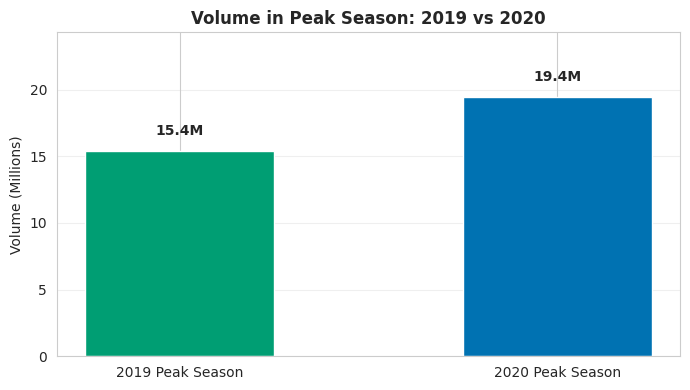 Volume in Peak Season: 2019 vs 2020
Volume (Millions)
20
15
10
5
0
15.4M
19.4M
2019 Peak Season
2020 Peak Season